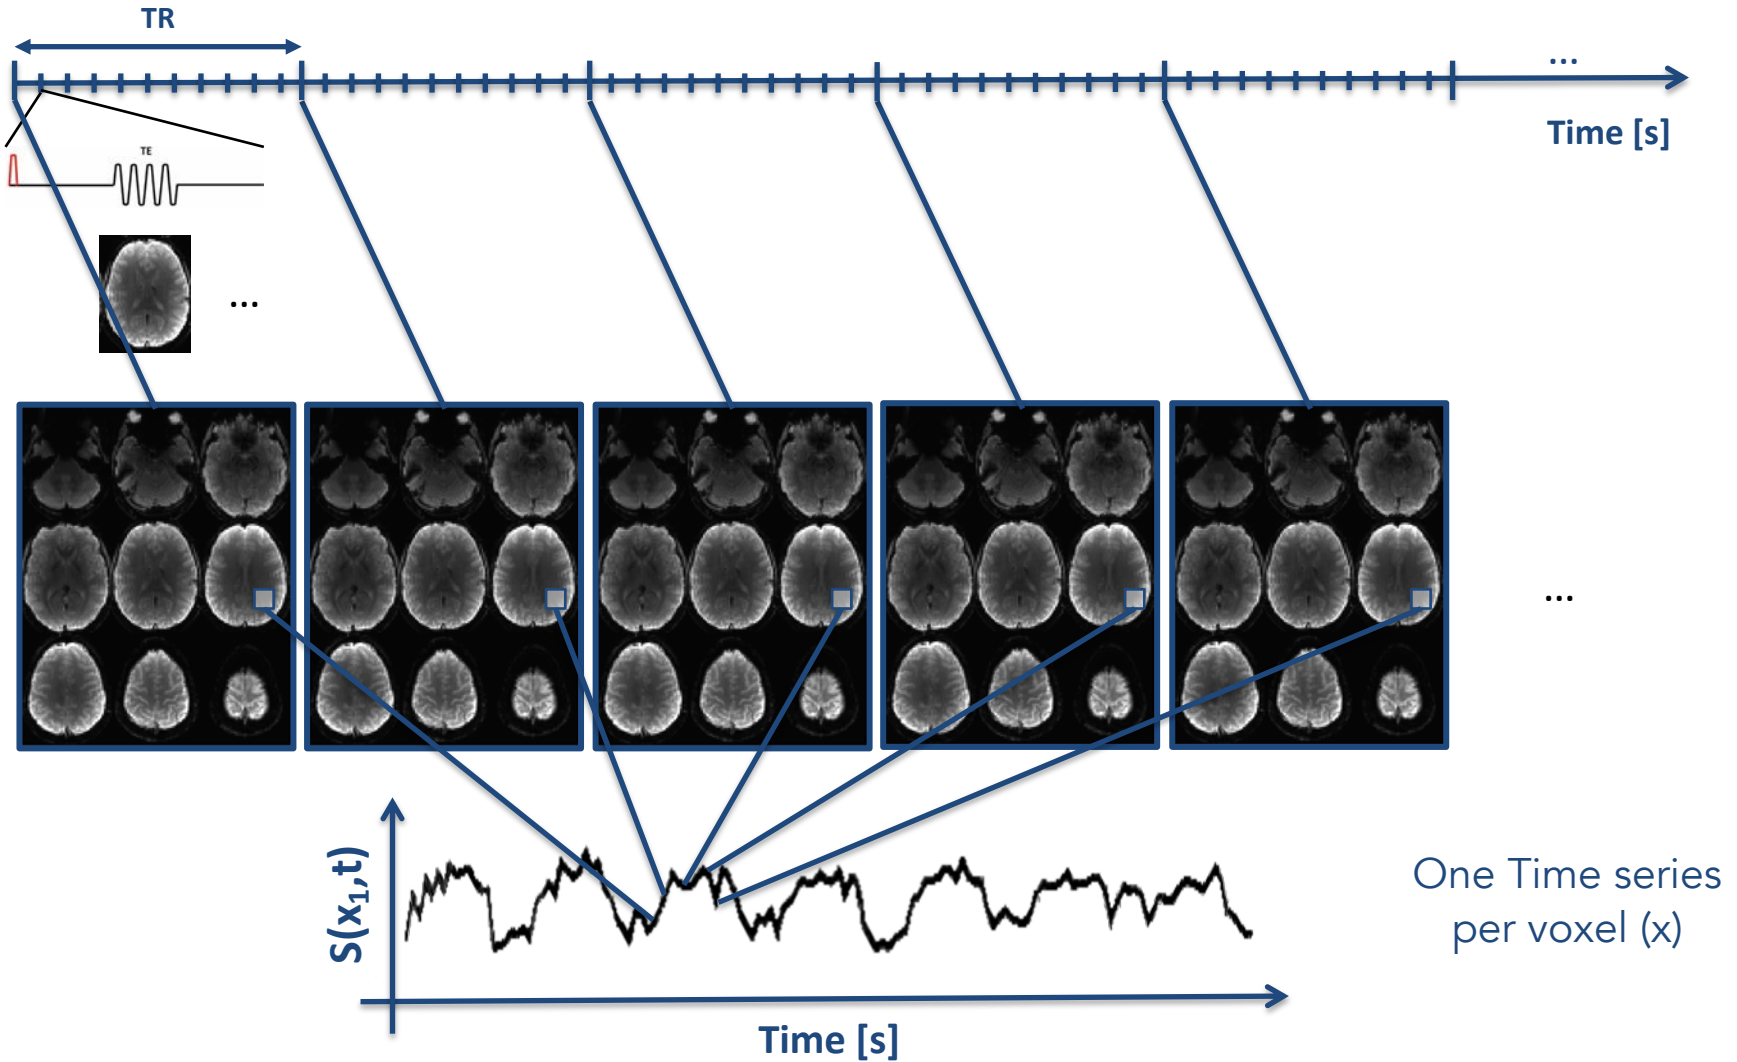 TR
...
Time [s]
TE
...
...
S(x₁,t)
One Time series
per voxel (x)
Time [s]